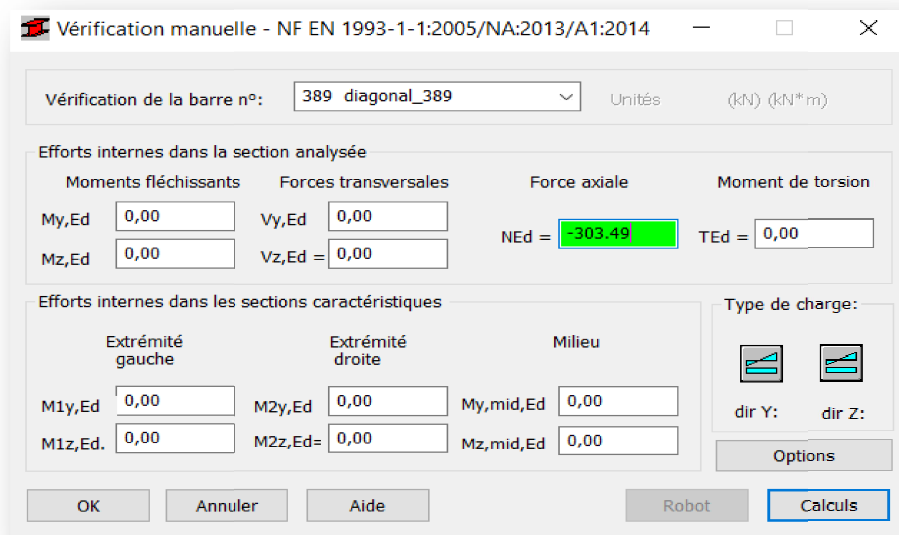 Vérification manuelle - NF EN 1993-1-1:2005/NA:2013/A1:2014
Vérification de la barre nº: 389 diagonal_389 Unités (kN) (kN*m)
Efforts internes dans la section analysée
Moments fléchissants Forces transversales Force axiale Moment de torsion
My,Ed 0,00 Vy,Ed 0,00 NEd = -303.49 TEd = 0,00
Mz,Ed 0,00 Vz,Ed = 0,00
Efforts internes dans les sections caractéristiques Type de charge:
Extrémité gauche Extrémité droite Milieu
M1y,Ed 0,00 M2y,Ed 0,00 My,mid,Ed 0,00 dir Y: dir Z:
M1z,Ed. 0,00 M2z,Ed= 0,00 Mz,mid,Ed 0,00
Options
OK Annuler Aide Robot Calculs